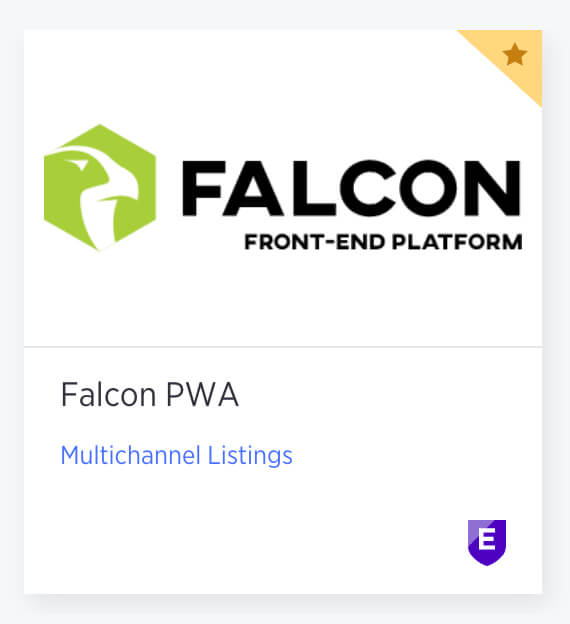 FALCON
FRONT-END PLATFORM
Falcon PWA
Multichannel Listings
E